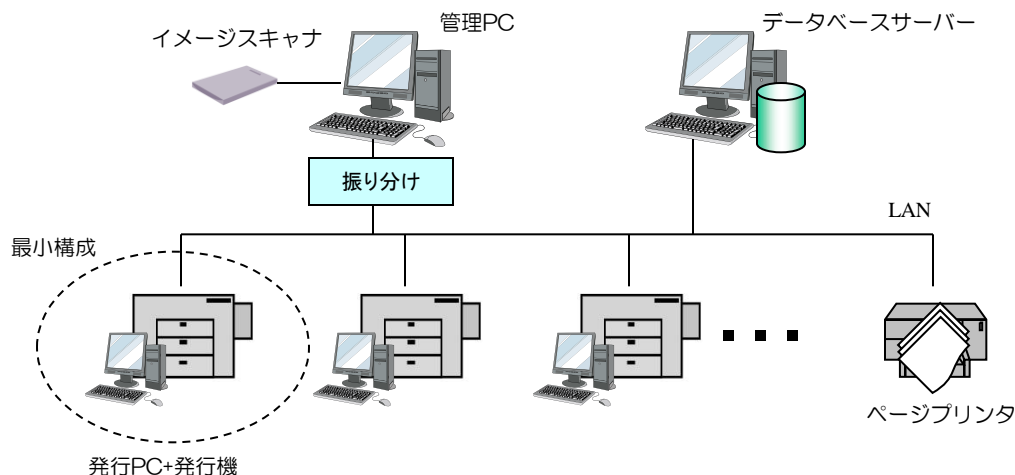 管理PC
データベースサーバー
イメージスキャナ
振り分け
LAN
最小構成
ページプリンタ
発行PC+発行機